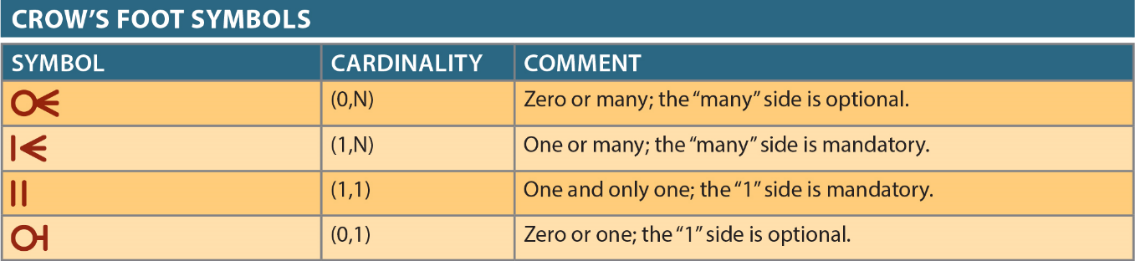 CROW’S FOOT SYMBOLS
SYMBOL CARDINALITY COMMENT
(0,N) Zero or many; the “many” side is optional.
(1,N) One or many; the “many” side is mandatory.
(1,1) One and only one; the “1” side is mandatory.
(0,1) Zero or one; the “1” side is optional.